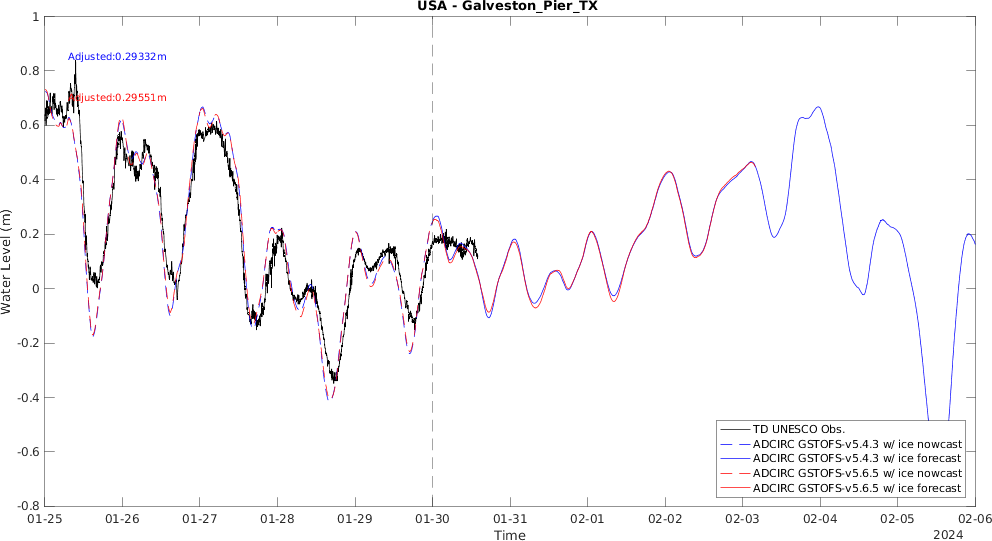 USA - Galveston_Pier_TX
Adjusted:0.29332m
Adjusted:0.29551m
Water Level (m)
1
0.8
0.6
0.4
0.2
0
-0.2
-0.4
-0.6
-0.8
TD UNESCO Obs.
ADCIRC GSTOFS-v5.4.3 w/ ice nowcast
ADCIRC GSTOFS-v5.4.3 w/ ice forecast
ADCIRC GSTOFS-v5.6.5 w/ ice nowcast
ADCIRC GSTOFS-v5.6.5 w/ ice forecast
01-25 01-26 01-27 01-28 01-29 01-30 01-31 02-01 02-02 02-03 02-04 02-05 02-06
Time
2024